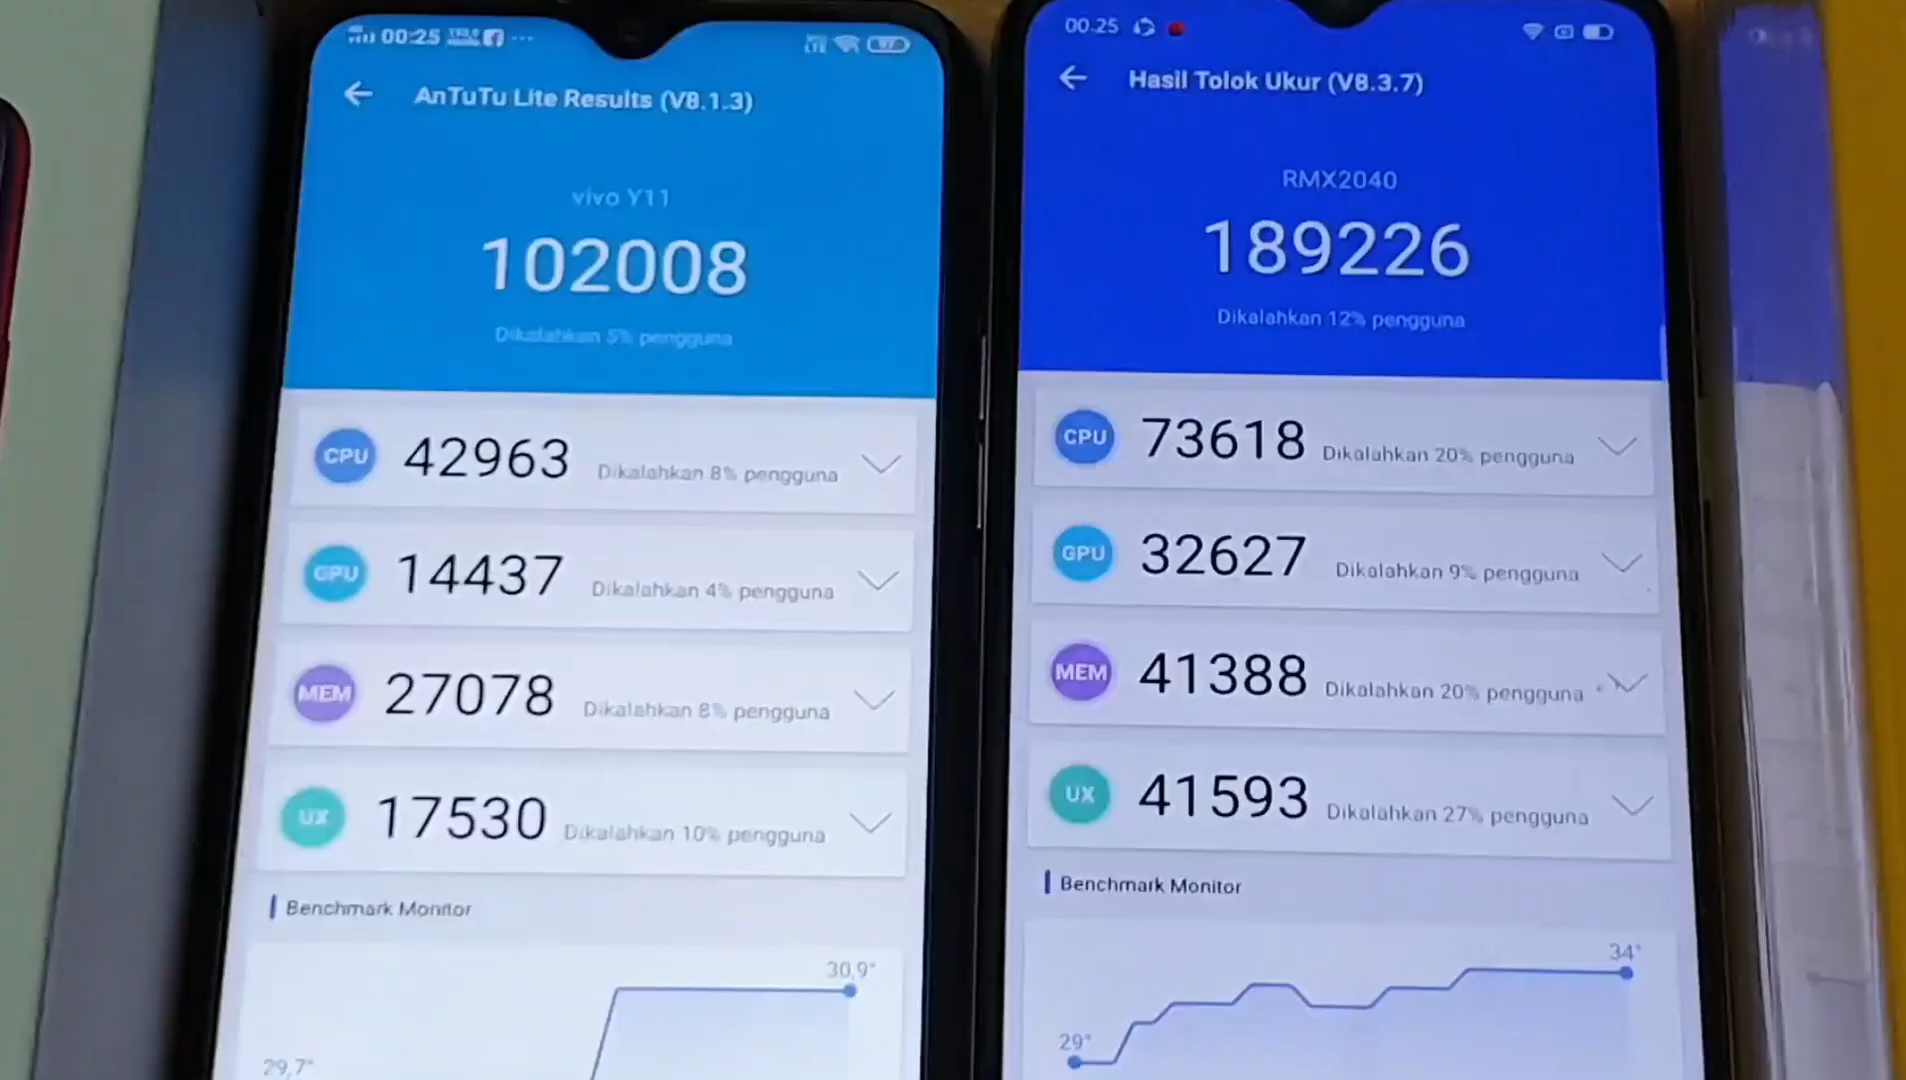 00:25
AnTuTu Lite Results (V8.1.3)
vivo Y11
102008
Dikalahkan 5% pengguna
CPU 42963 Dikalahkan 8% pengguna
GPU 14437 Dikalahkan 4% pengguna
MEM 27078 Dikalahkan 8% pengguna
UX 17530 Dikalahkan 10% pengguna
Benchmark Monitor
30,9°
29,7°
00.25
Hasil Tolok Ukur (V8.3.7)
RMX2040
189226
Dikalahkan 12% pengguna
CPU 73618 Dikalahkan 20% pengguna
GPU 32627 Dikalahkan 9% pengguna
MEM 41388 Dikalahkan 20% pengguna
UX 41593 Dikalahkan 27% pengguna
Benchmark Monitor
34°
29°